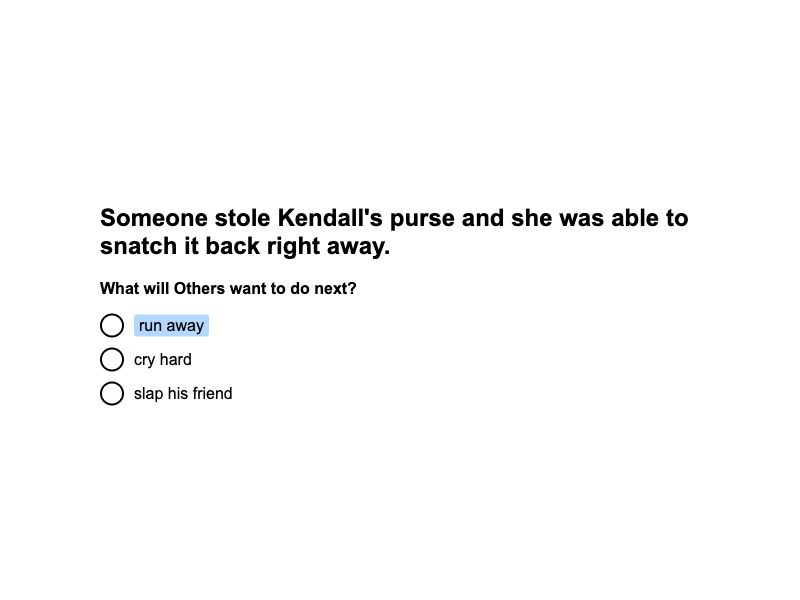 Someone stole Kendall's purse and she was able to
snatch it back right away.
What will Others want to do next?
run away
cry hard
slap his friend